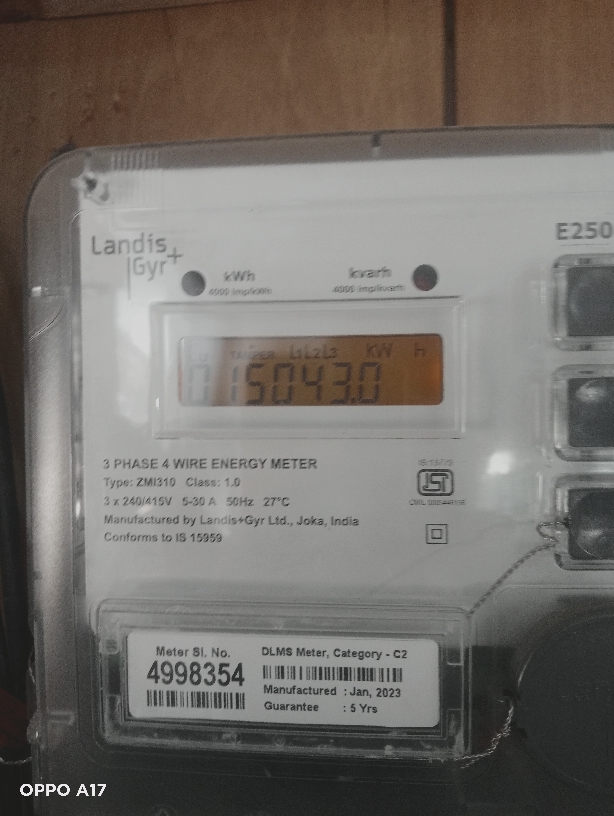 Landis
Gyr+
E250
kWh
4000 imp/kWh
kvarh
4000 imp/kvarh
TAMPER L1L2L3 kW h
015043.0
3 PHASE 4 WIRE ENERGY METER
Type: ZMI310 Class: 1.0
3 x 240/415V 5-30 A 50Hz 27°C
Manufactured by Landis+Gyr Ltd., Joka, India
Conforms to IS 15959
Meter Sl. No.
4998354
DLMS Meter, Category - C2
Manufactured : Jan, 2023
Guarantee : 5 Yrs
OPPO A17